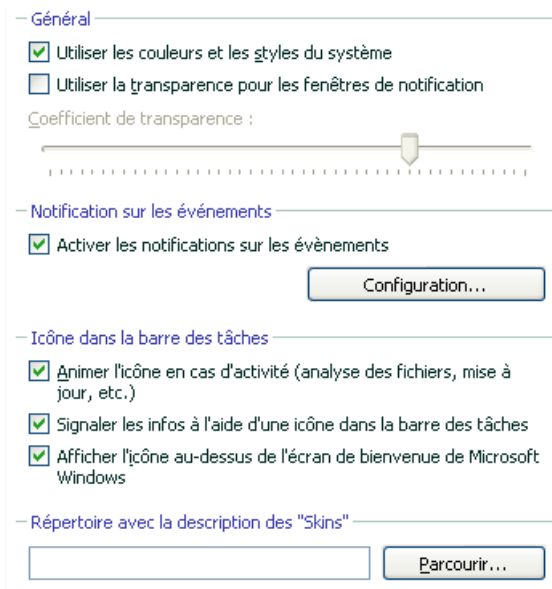 Général
Utiliser les couleurs et les styles du système
Utiliser la transparence pour les fenêtres de notification
Coefficient de transparence :
Notification sur les événements
Activer les notifications sur les évènements
Configuration...
Icône dans la barre des tâches
Animer l'icône en cas d'activité (analyse des fichiers, mise à
jour, etc.)
Signaler les infos à l'aide d'une icône dans la barre des tâches
Afficher l'icône au-dessus de l'écran de bienvenue de Microsoft
Windows
Répertoire avec la description des "Skins"
Parcourir...